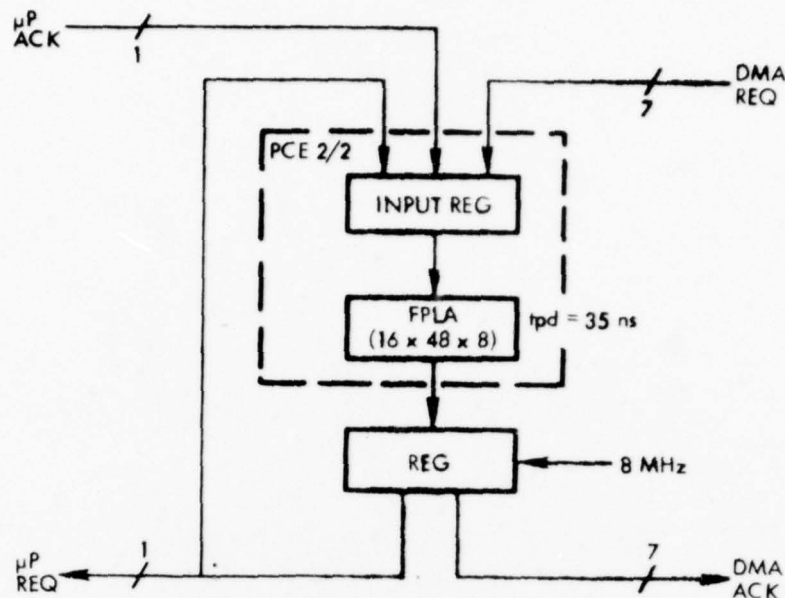 μP
ACK
1
DMA
REQ
7
PCE 2/2
INPUT REG
FPLA
(16 x 48 x 8)
tpd = 35 ns
REG
8 MHz
μP
REQ
1
7
DMA
ACK